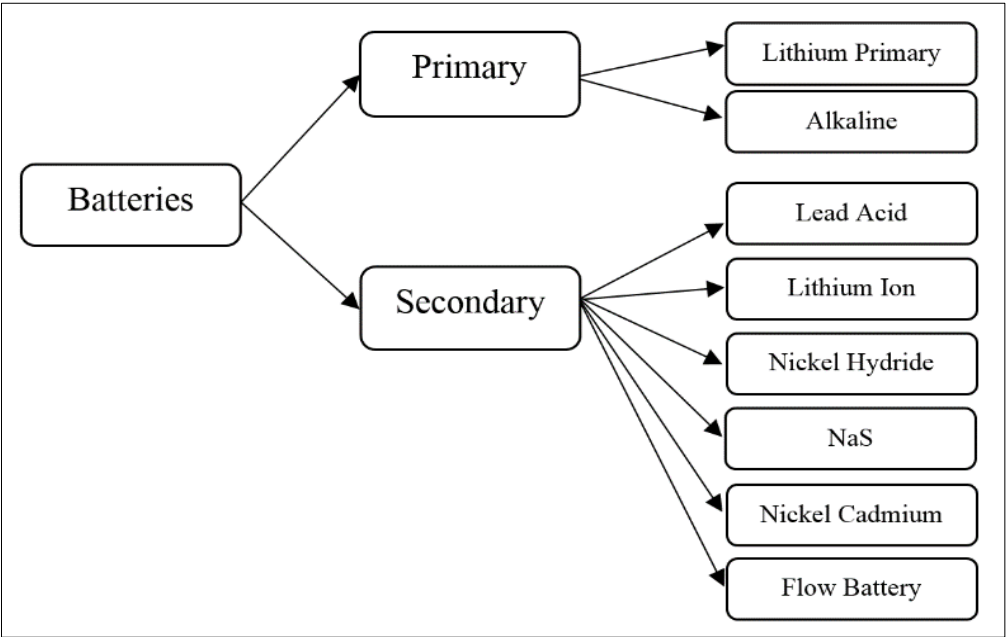 Batteries
Primary
Lithium Primary
Alkaline
Secondary
Lead Acid
Lithium Ion
Nickel Hydride
NaS
Nickel Cadmium
Flow Battery